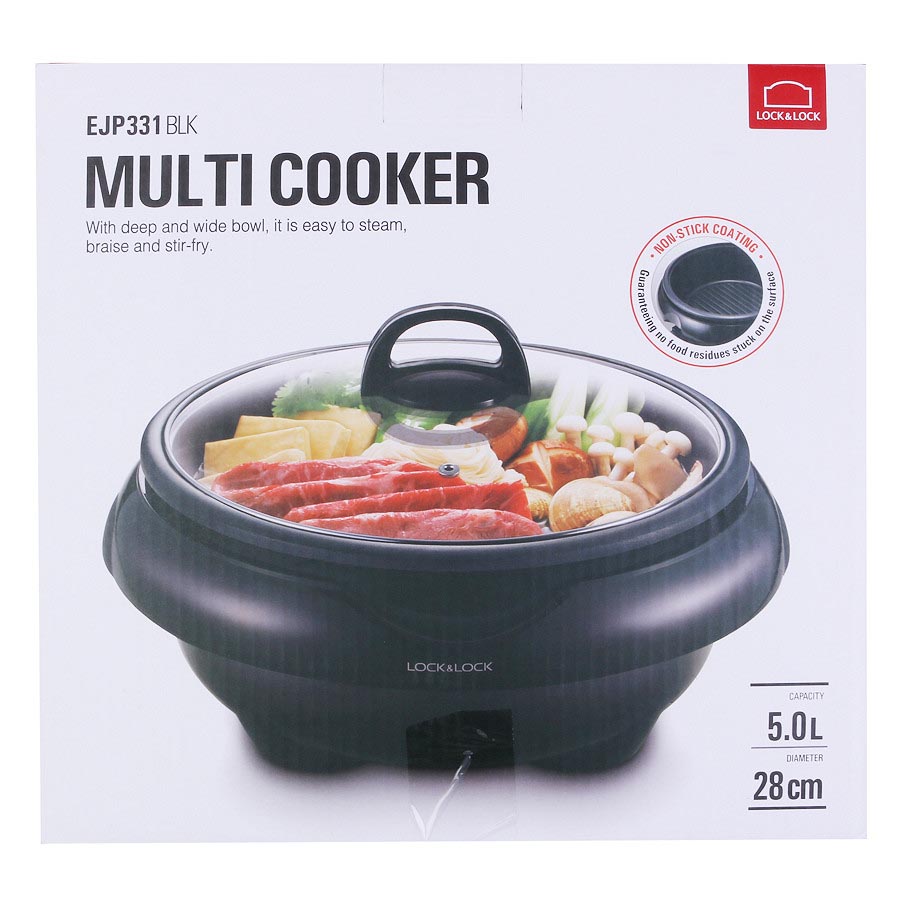 LOCK&LOCK
EJP331 BLK
MULTI COOKER
With deep and wide bowl, it is easy to steam,
braise and stir-fry.
• NON-STICK COATING •
Guaranteeing no food residues stuck on the surface
LOCK&LOCK
CAPACITY
5.0L
DIAMETER
28cm